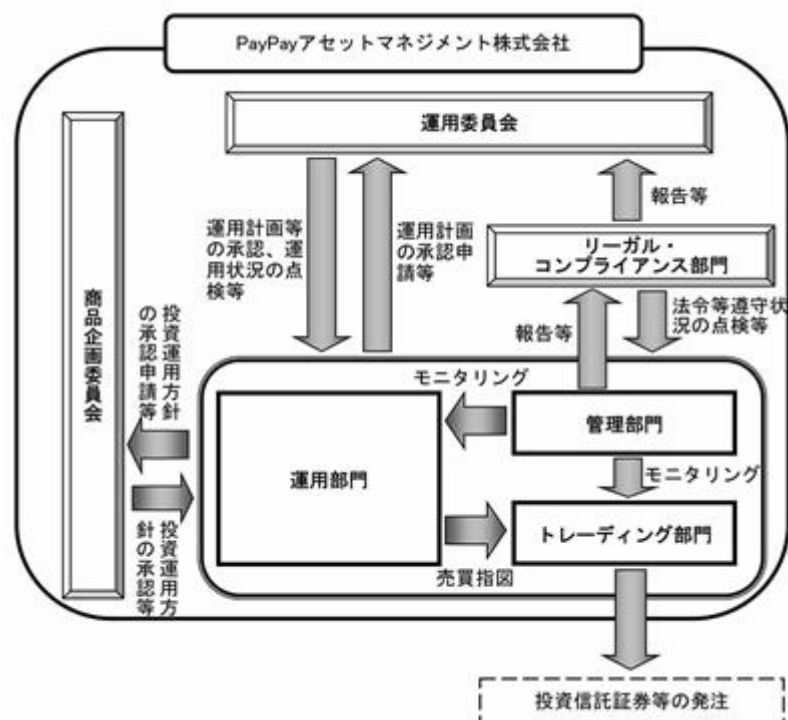 PayPayアセットマネジメント株式会社
運用委員会
運用計画等
の承認、運
用状況の点
検等
運用計画
の承認申
請等
報告等
リーガル・
コンプライアンス部門
報告等
法令等遵守状
況の点検等
商品企画委員会
投資運用方針
の承認申請等
投資運用方
針の承認等
モニタリング
管理部門
運用部門
モニタリング
トレーディング部門
売買指図
投資信託証券等の発注